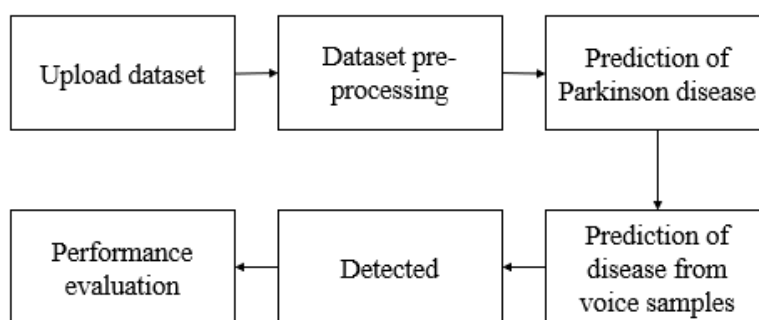 Upload dataset
Dataset pre-
processing
Prediction of
Parkinson disease
Performance
evaluation
Detected
Prediction of
disease from
voice samples